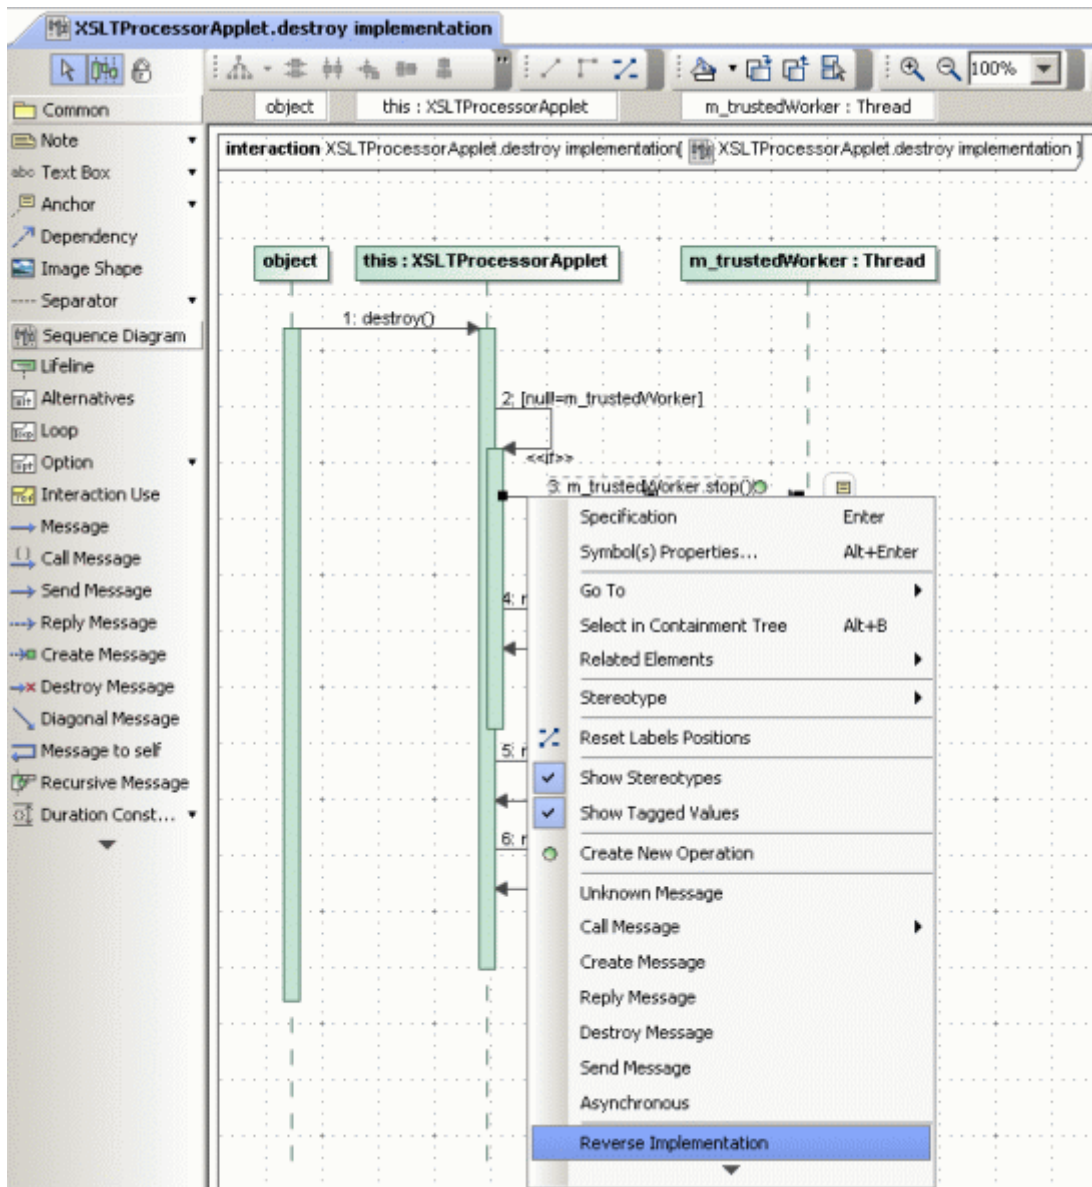 XSLTProcessorApplet.destroy implementation
100%
Common
object
this : XSLTProcessorApplet
m_trustedWorker : Thread
Note
interaction XSLTProcessorApplet.destroy implementation[ XSLTProcessorApplet.destroy implementation ]
abc Text Box
Anchor
Dependency
object
this : XSLTProcessorApplet
m_trustedWorker : Thread
Image Shape
Separator
1: destroy()
Sequence Diagram
Lifeline
Alternatives
2: [null!=m_trustedWorker]
Loop
<<if>>
Option
3: m_trustedWorker.stop()
Interaction Use
Message
Call Message
Send Message
Reply Message
Create Message
Destroy Message
Diagonal Message
Message to self
Recursive Message
Duration Const...
4: r
5: r
6: r
Specification Enter
Symbol(s) Properties... Alt+Enter
Go To
Select in Containment Tree Alt+B
Related Elements
Stereotype
Reset Labels Positions
Show Stereotypes
Show Tagged Values
Create New Operation
Unknown Message
Call Message
Create Message
Reply Message
Destroy Message
Send Message
Asynchronous
Reverse Implementation